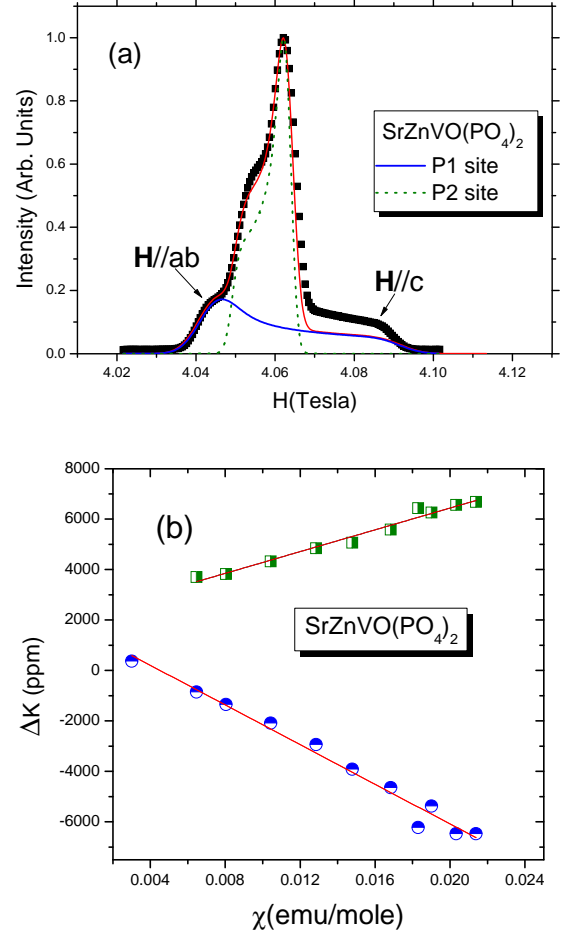 (a)
1.0
0.8
0.6
0.4
0.2
0.0
Intensity (Arb. Units)
SrZnVO(PO₄)₂
P1 site
P2 site
H//ab
H//c
4.02 4.04 4.06 4.08 4.10 4.12
H(Tesla)
(b)
8000
6000
4000
2000
0
-2000
-4000
-6000
ΔK (ppm)
SrZnVO(PO₄)₂
0.004 0.008 0.012 0.016 0.020 0.024
χ(emu/mole)